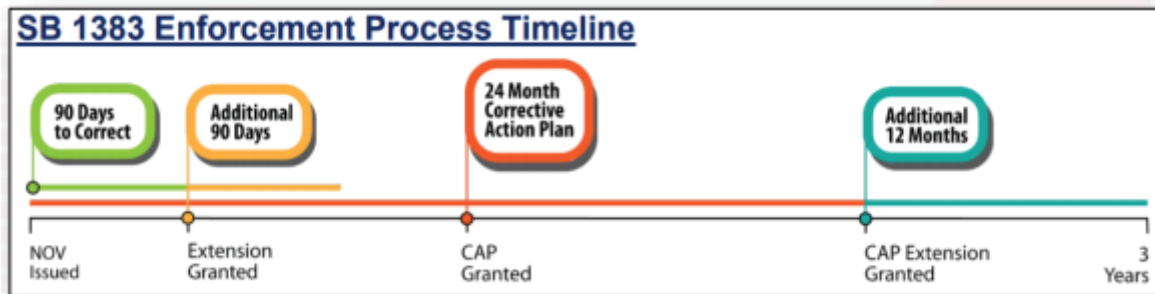 SB 1383 Enforcement Process Timeline
90 Days
to Correct
Additional
90 Days
24 Month
Corrective
Action Plan
Additional
12 Months
NOV
Issued
Extension
Granted
CAP
Granted
CAP Extension
Granted
3
Years